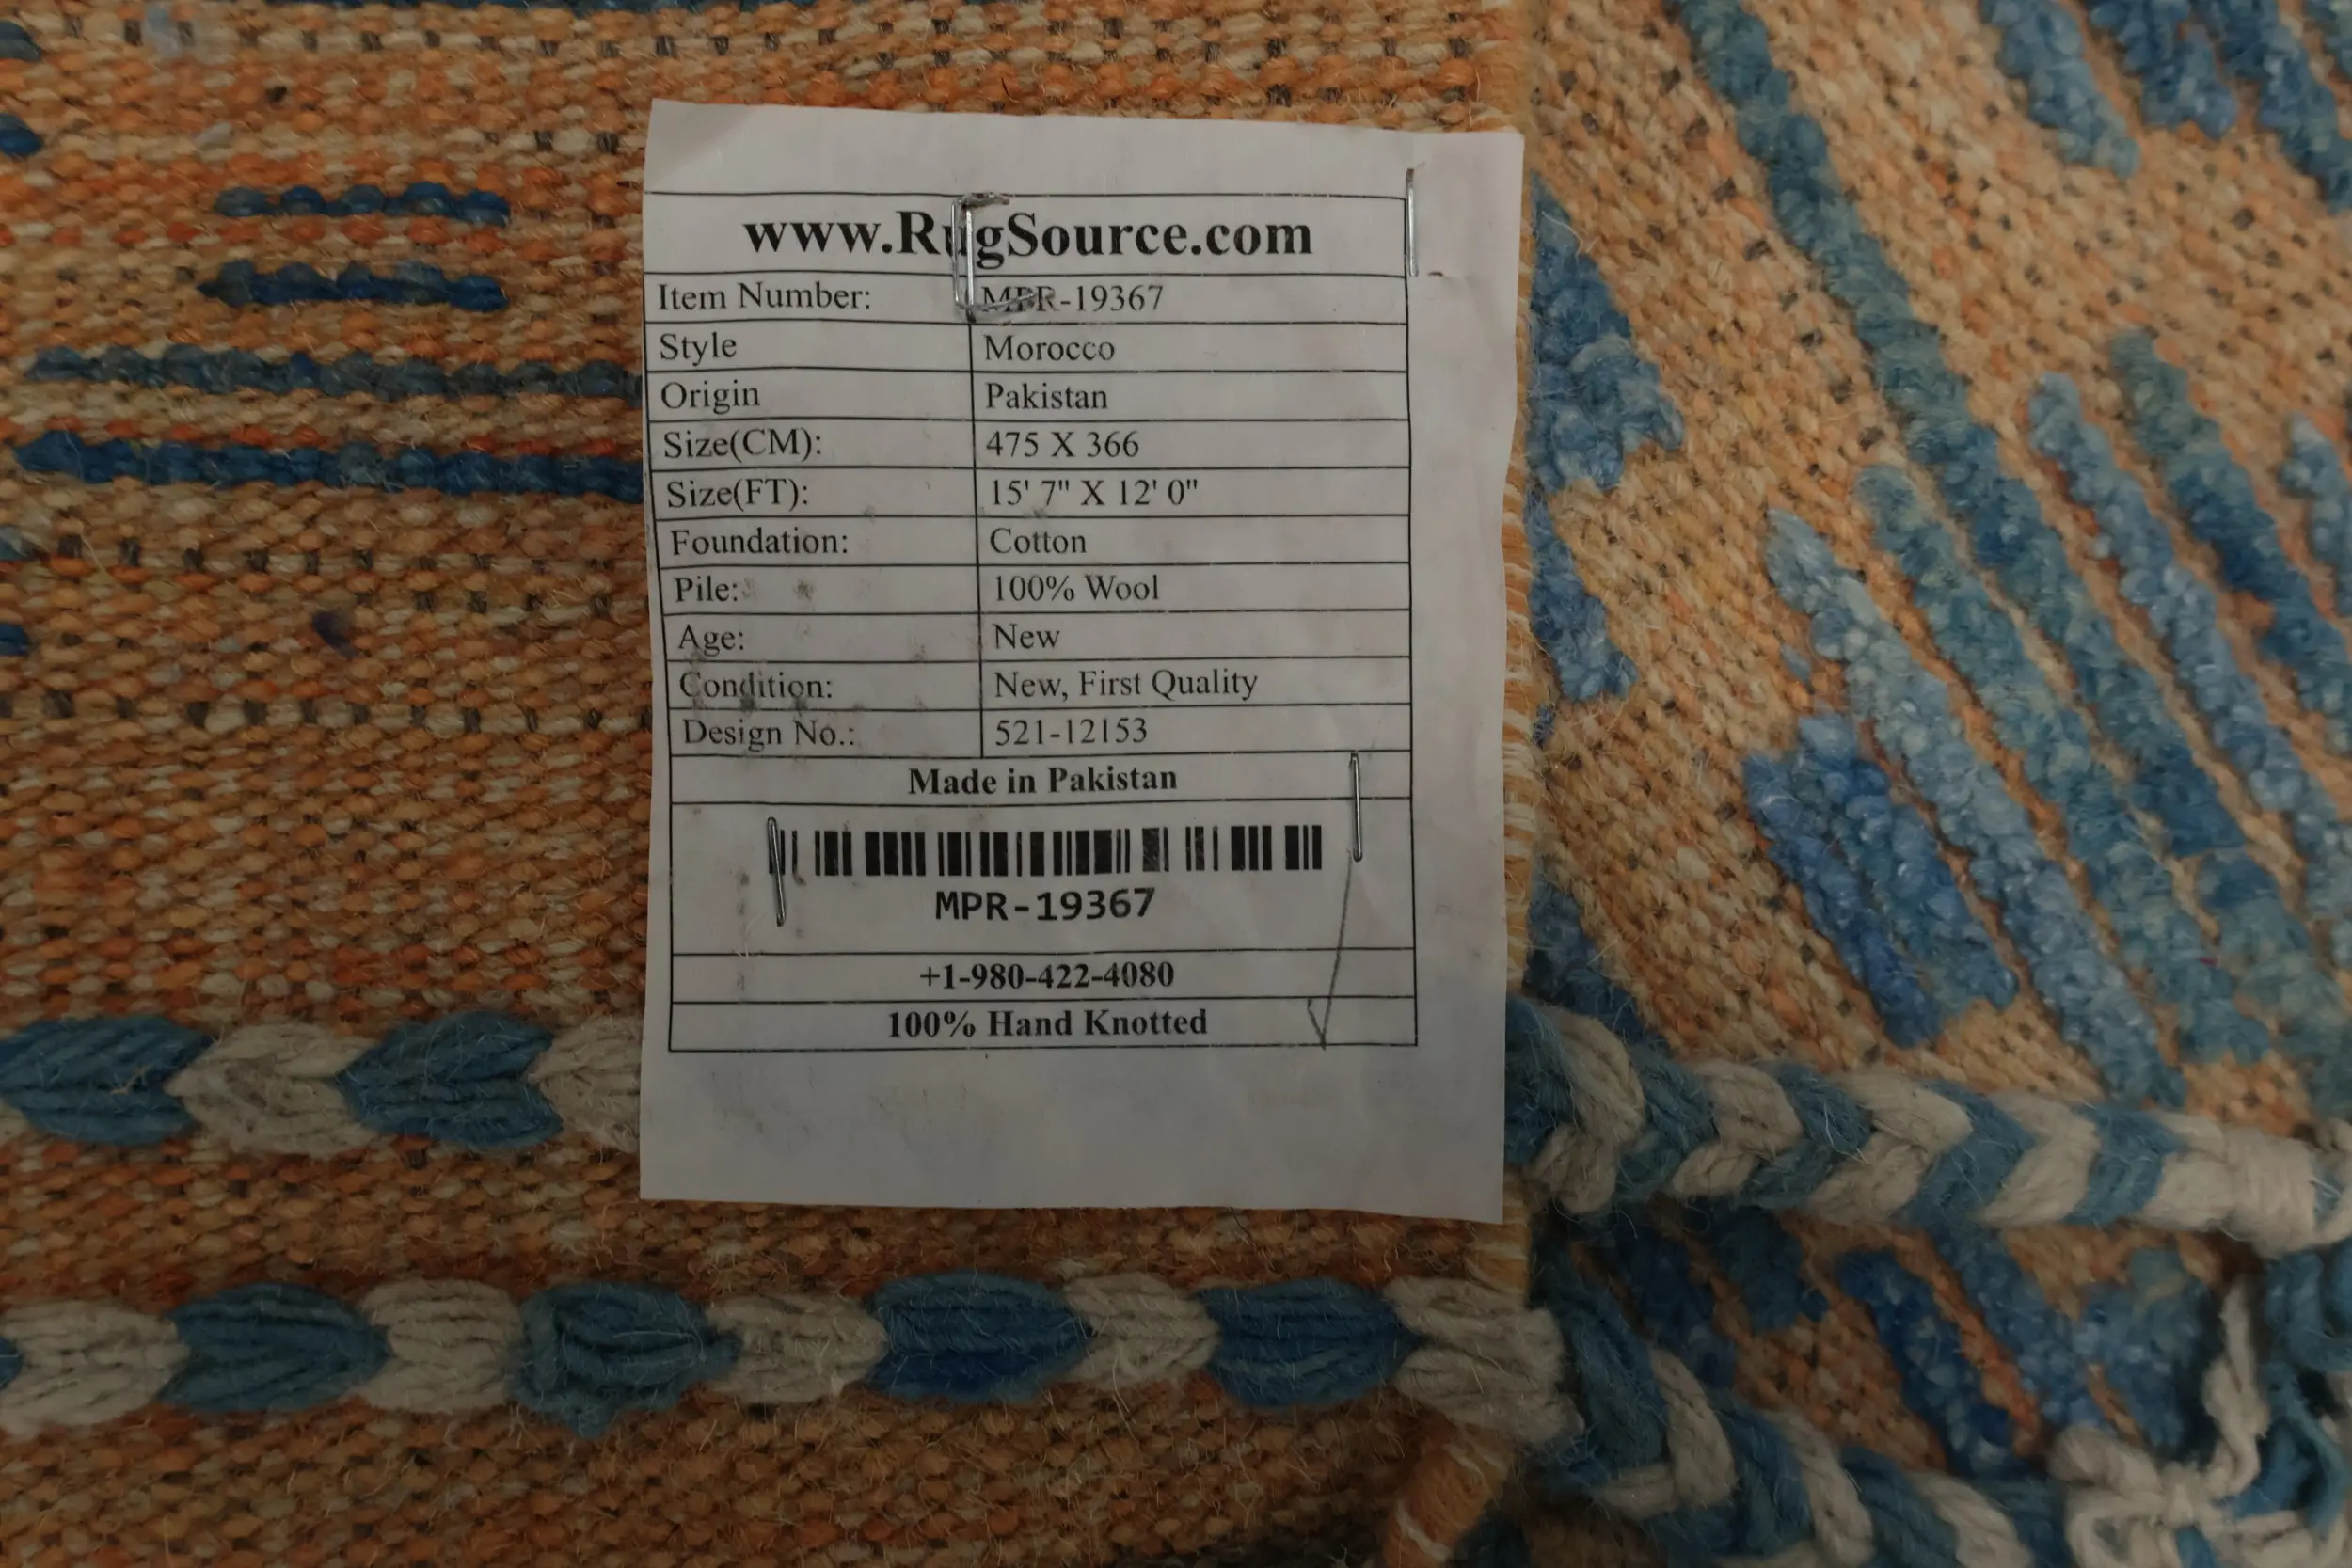 www.RugSource.com
Item Number: MPR-19367
Style Morocco
Origin Pakistan
Size(CM): 475 X 366
Size(FT): 15' 7" X 12' 0"
Foundation: Cotton
Pile: 100% Wool
Age: New
Condition: New, First Quality
Design No.: 521-12153
Made in Pakistan
MPR-19367
+1-980-422-4080
100% Hand Knotted